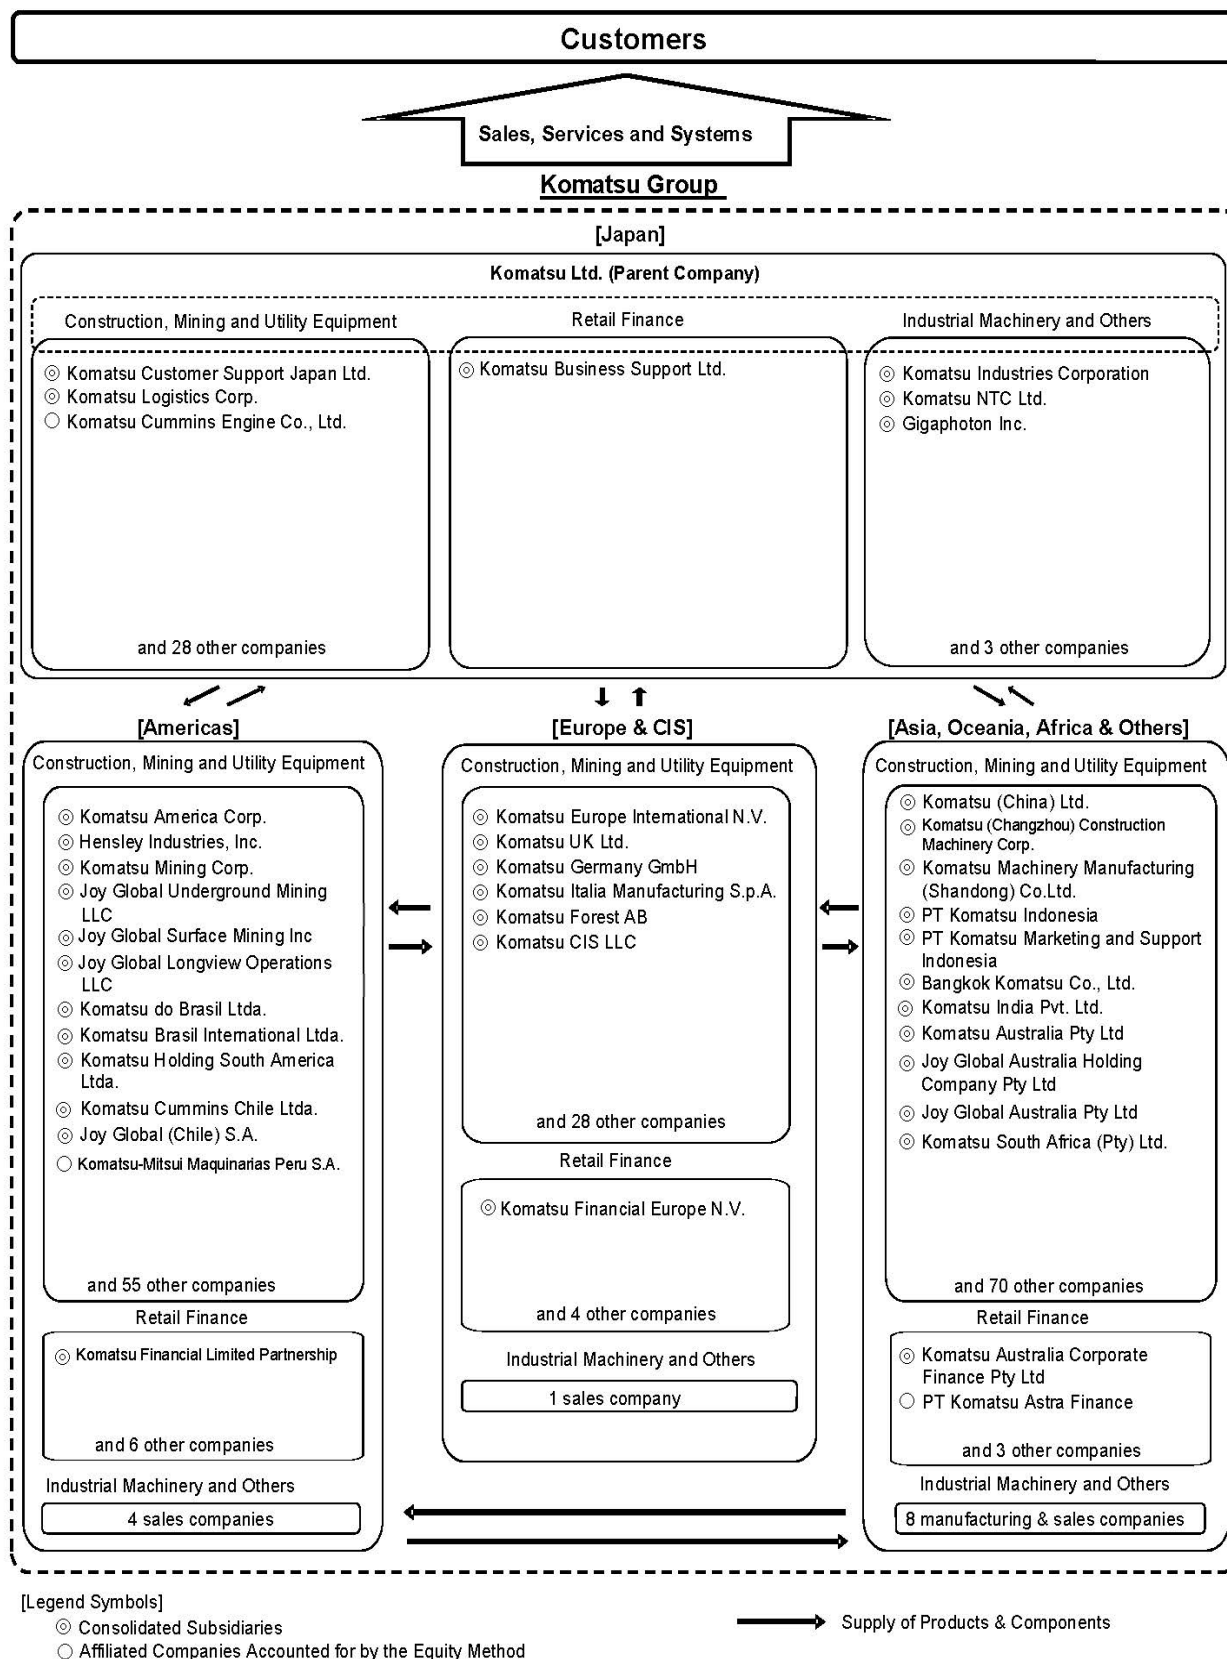 Customers
Sales, Services and Systems
Komatsu Group
[Japan]
Komatsu Ltd. (Parent Company)
Construction, Mining and Utility Equipment
◎ Komatsu Customer Support Japan Ltd.
◎ Komatsu Logistics Corp.
○ Komatsu Cummins Engine Co., Ltd.
and 28 other companies
Retail Finance
◎ Komatsu Business Support Ltd.
Industrial Machinery and Others
◎ Komatsu Industries Corporation
◎ Komatsu NTC Ltd.
◎ Gigaphoton Inc.
and 3 other companies
[Americas]
Construction, Mining and Utility Equipment
◎ Komatsu America Corp.
◎ Hensley Industries, Inc.
◎ Komatsu Mining Corp.
◎ Joy Global Underground Mining
LLC
◎ Joy Global Surface Mining Inc
◎ Joy Global Longview Operations
LLC
◎ Komatsu do Brasil Ltda.
◎ Komatsu Brasil International Ltda.
◎ Komatsu Holding South America
Ltda.
◎ Komatsu Cummins Chile Ltda.
◎ Joy Global (Chile) S.A.
○ Komatsu-Mitsui Maquinarias Peru S.A.
and 55 other companies
Retail Finance
◎ Komatsu Financial Limited Partnership
and 6 other companies
Industrial Machinery and Others
4 sales companies
[Europe & CIS]
Construction, Mining and Utility Equipment
◎ Komatsu Europe International N.V.
◎ Komatsu UK Ltd.
◎ Komatsu Germany GmbH
◎ Komatsu Italia Manufacturing S.p.A.
◎ Komatsu Forest AB
◎ Komatsu CIS LLC
and 28 other companies
Retail Finance
◎ Komatsu Financial Europe N.V.
and 4 other companies
Industrial Machinery and Others
1 sales company
[Asia, Oceania, Africa & Others]
Construction, Mining and Utility Equipment
◎ Komatsu (China) Ltd.
◎ Komatsu (Changzhou) Construction
Machinery Corp.
◎ Komatsu Machinery Manufacturing
(Shandong) Co.Ltd.
◎ PT Komatsu Indonesia
◎ PT Komatsu Marketing and Support
Indonesia
◎ Bangkok Komatsu Co., Ltd.
◎ Komatsu India Pvt. Ltd.
◎ Komatsu Australia Pty Ltd
◎ Joy Global Australia Holding
Company Pty Ltd
◎ Joy Global Australia Pty Ltd
◎ Komatsu South Africa (Pty) Ltd.
and 70 other companies
Retail Finance
◎ Komatsu Australia Corporate
Finance Pty Ltd
○ PT Komatsu Astra Finance
and 3 other companies
Industrial Machinery and Others
8 manufacturing & sales companies
[Legend Symbols]
◎ Consolidated Subsidiaries
○ Affiliated Companies Accounted for by the Equity Method
Supply of Products & Components